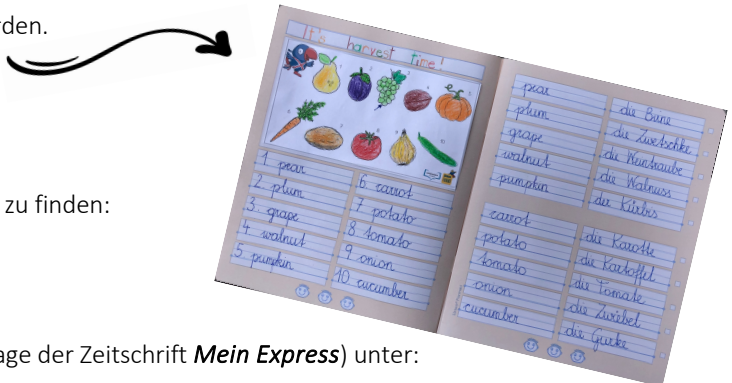 rden.
It's harvest time!
1 pear
2 plum
3. grape
4 walnut
5 pumpkin
6 carrot
7 potato
8 tomato
9 onion
10 cucumber
pear
plum
grape
walnut
pumpkin
die Birne
die Zwetschke
die Weintraube
die Walnuss
der Kürbis
carrot
potato
tomato
onion
cucumber
die Karotte
die Kartoffel
die Tomate
die Zwiebel
die Gurke
zu finden:
age der Zeitschrift Mein Express) unter: